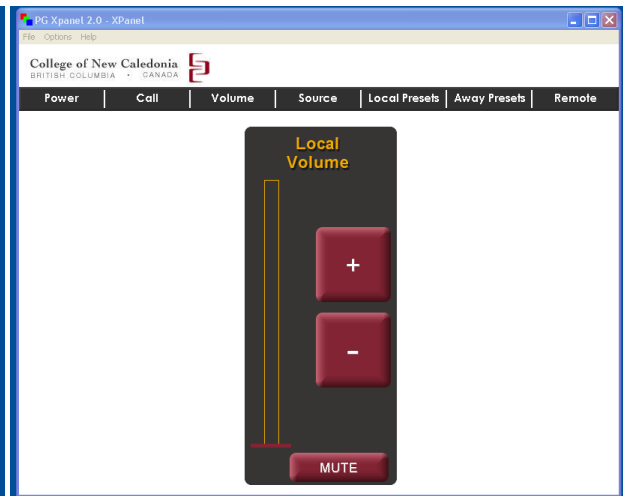 PG Xpanel 2.0 - XPanel
File Options Help
College of New Caledonia
BRITISH COLUMBIA • CANADA
Power Call Volume Source Local Presets Away Presets Remote
Local
Volume
+
-
MUTE